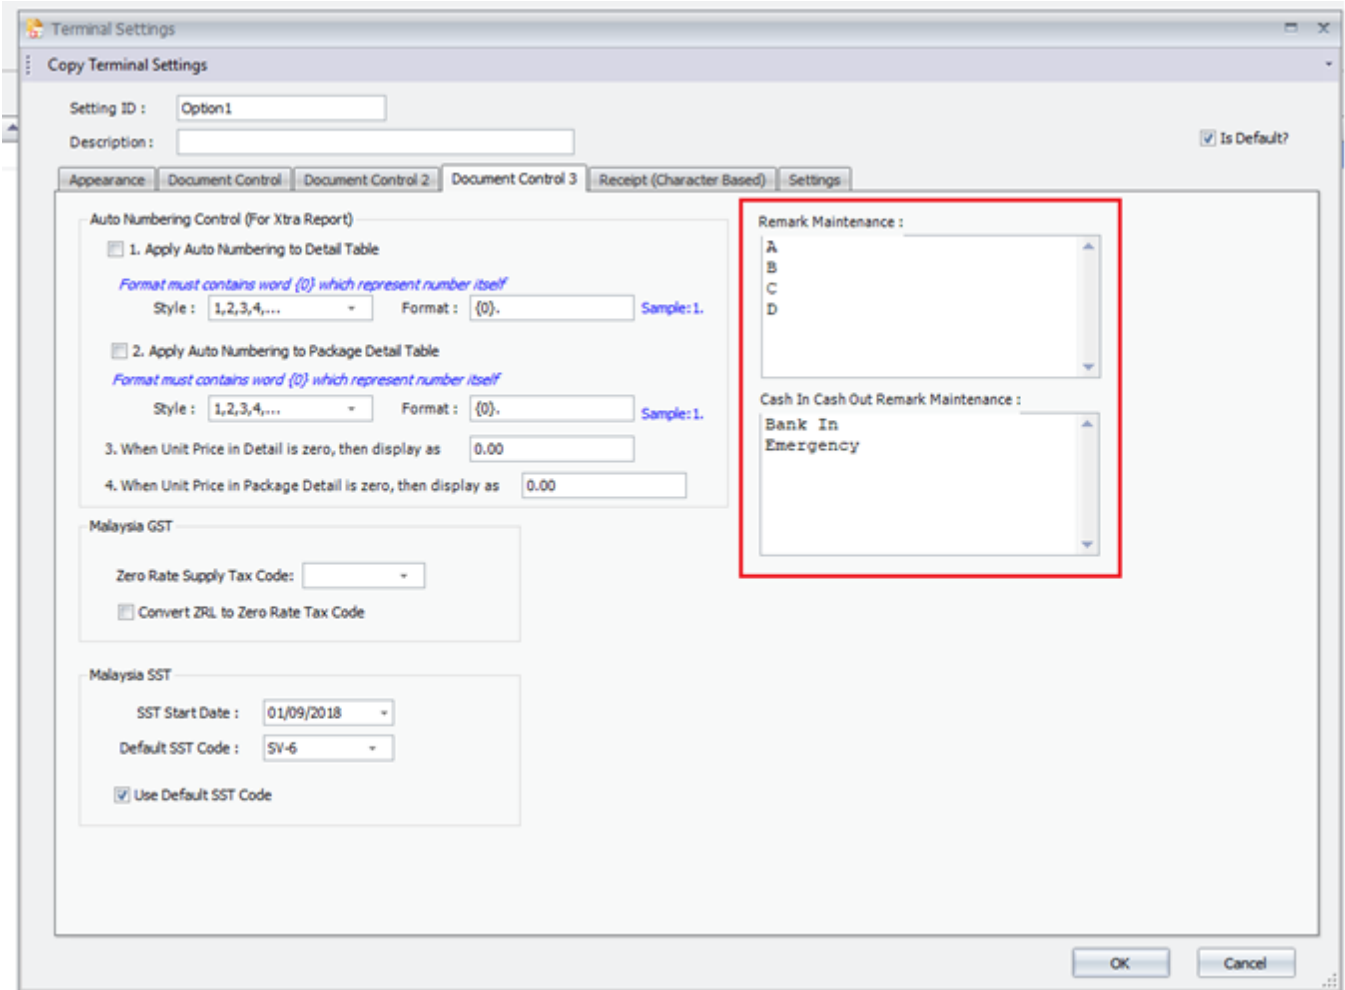 Terminal Settings
Copy Terminal Settings
Setting ID : Option1
Description :
Is Default?
Appearance Document Control Document Control 2 Document Control 3 Receipt (Character Based) Settings
Auto Numbering Control (For Xtra Report)
1. Apply Auto Numbering to Detail Table
Format must contains word {0} which represent number itself
Style : 1,2,3,4,... Format : {0}. Sample:1.
2. Apply Auto Numbering to Package Detail Table
Format must contains word {0} which represent number itself
Style : 1,2,3,4,... Format : {0}. Sample:1.
3. When Unit Price in Detail is zero, then display as 0.00
4. When Unit Price in Package Detail is zero, then display as 0.00
Remark Maintenance :
A
B
C
D
Cash In Cash Out Remark Maintenance :
Bank In
Emergency
Malaysia GST
Zero Rate Supply Tax Code:
Convert ZRL to Zero Rate Tax Code
Malaysia SST
SST Start Date : 01/09/2018
Default SST Code : SV-6
Use Default SST Code
OK Cancel